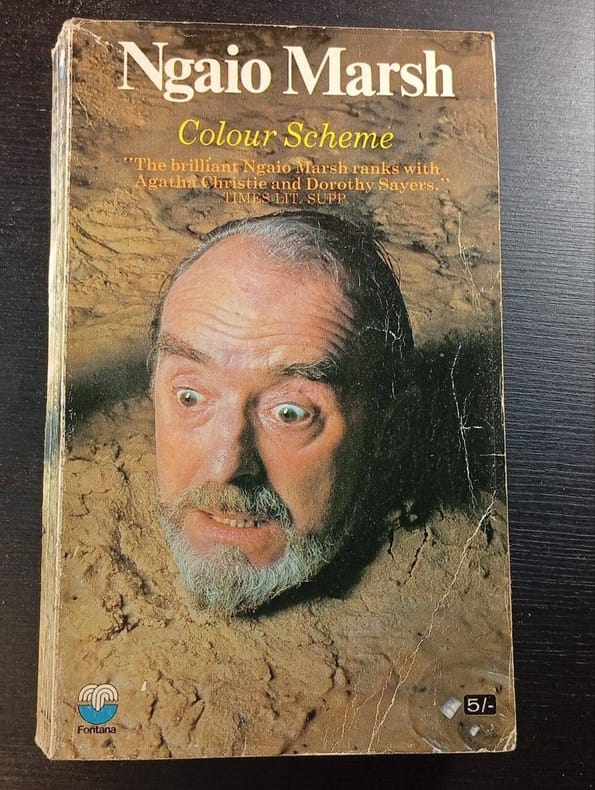 Ngaio Marsh
Colour Scheme
"The brilliant Ngaio Marsh ranks with
Agatha Christie and Dorothy Sayers."
TIMES LIT. SUPP.
Fontana
5/-